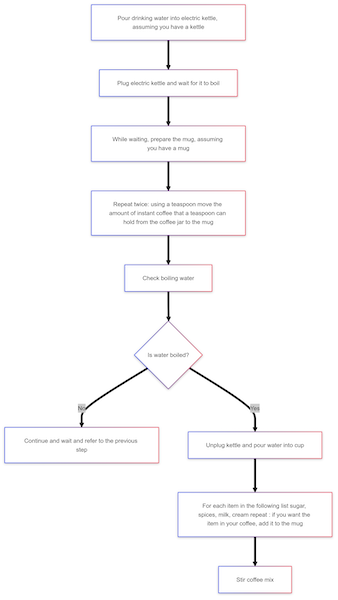 Pour drinking water into electric kettle,
assuming you have a kettle
Plug electric kettle and wait for it to boil
While waiting, prepare the mug, assuming
you have a mug
Repeat twice: using a teaspoon move the
amount of instant coffee that a teaspoon can
hold from the coffee jar to the mug
Check boiling water
Is water boiled?
No
Yes
Continue and wait and refer to the previous
step
Unplug kettle and pour water into cup
For each item in the following list sugar,
spices, milk, cream repeat : if you want the
item in your coffee, add it to the mug
Stir coffee mix